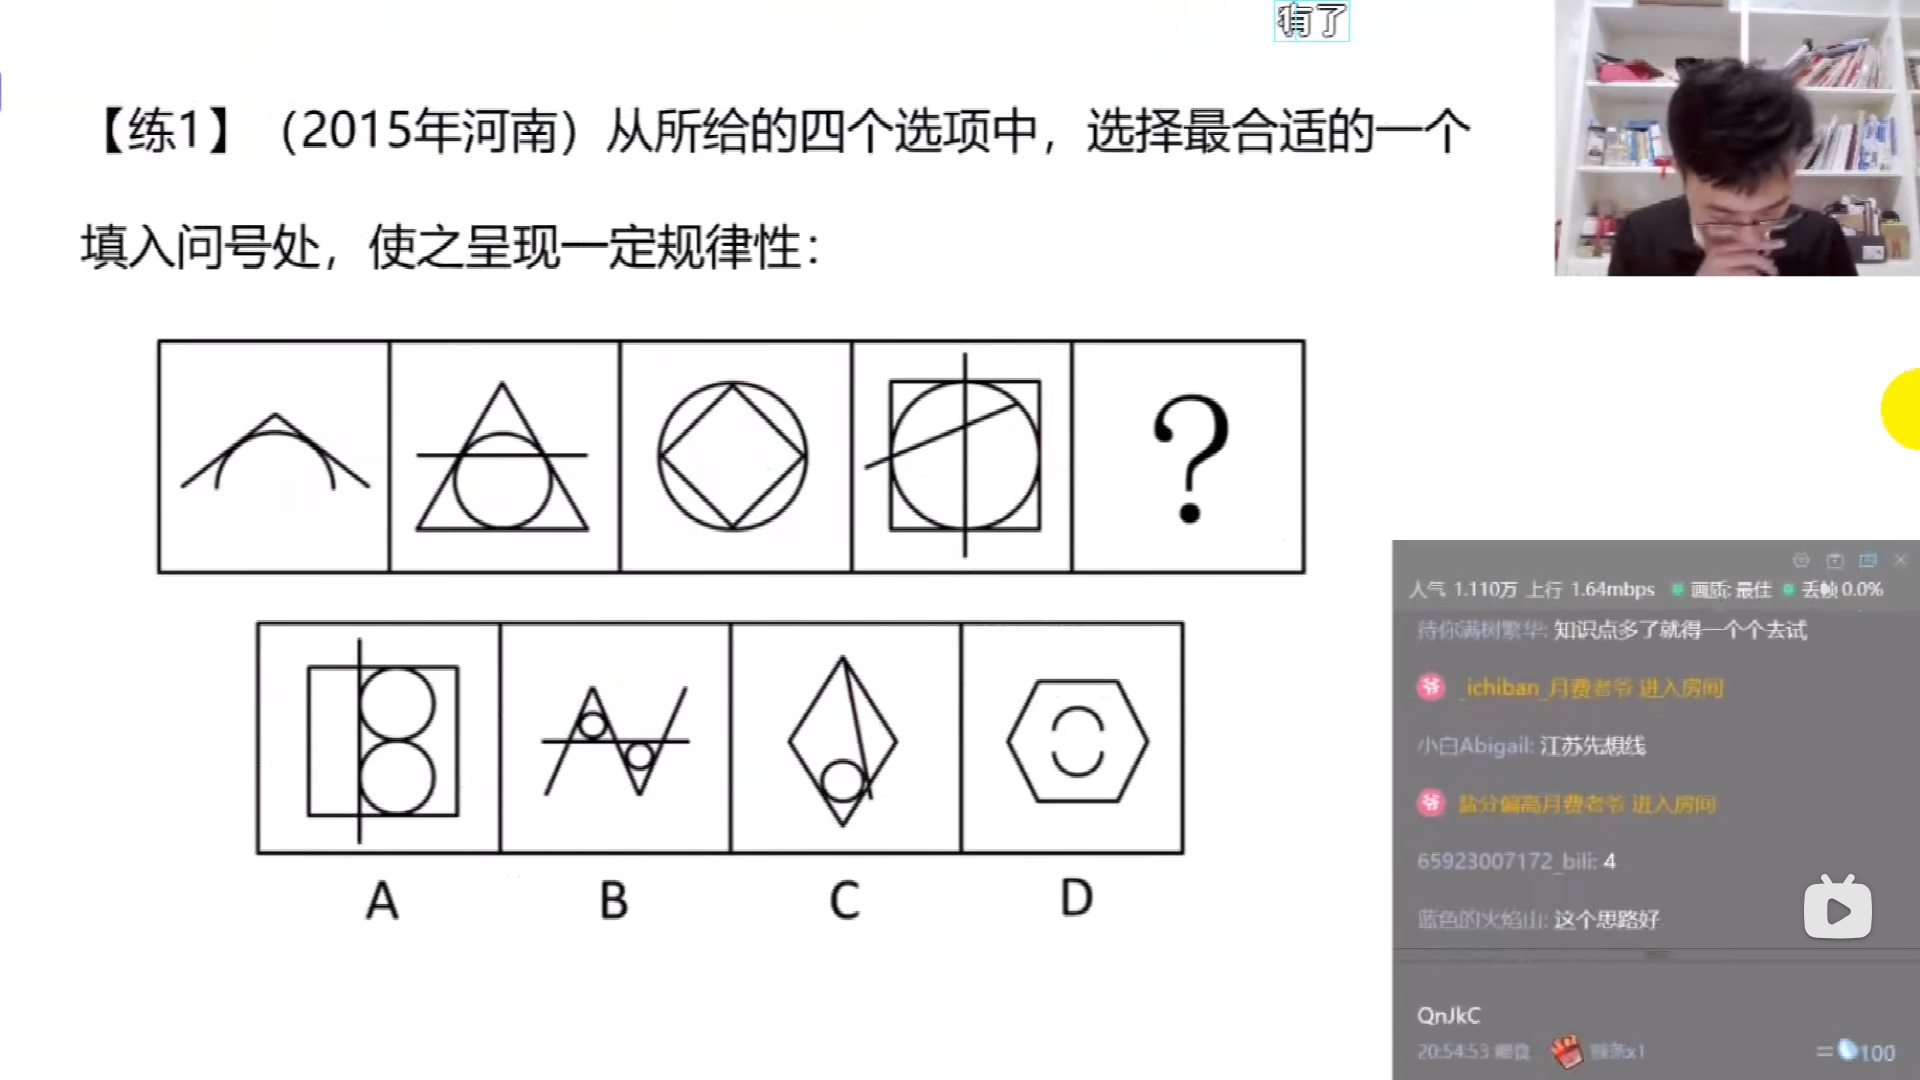 有了
【练1】（2015年河南）从所给的四个选项中，选择最合适的一个
填入问号处，使之呈现一定规律性：
?
A B C D
人气 1.110万 上行 1.64mbps 画质: 最佳 丢帧 0.0%
待你满树繁华: 知识点多了就得一个个去试
爷 _ichiban_月费老爷 进入房间
小白Abigail: 江苏先想线
爷 盐分偏高月费老爷 进入房间
65923007172_bili: 4
蓝色的火焰山: 这个思路好
QnJkC
20:54:53 x1 =100